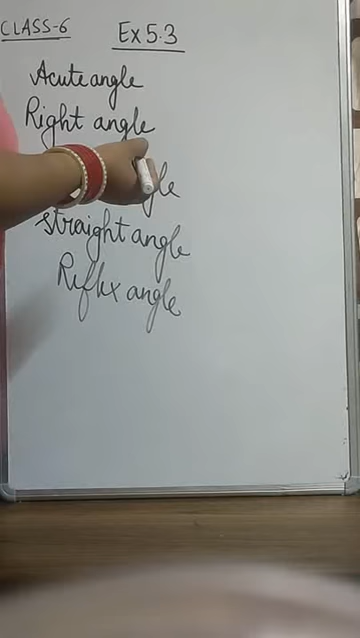 CLASS-6
Ex 5.3
Acute angle
Right angle
straight angle
Reflex angle